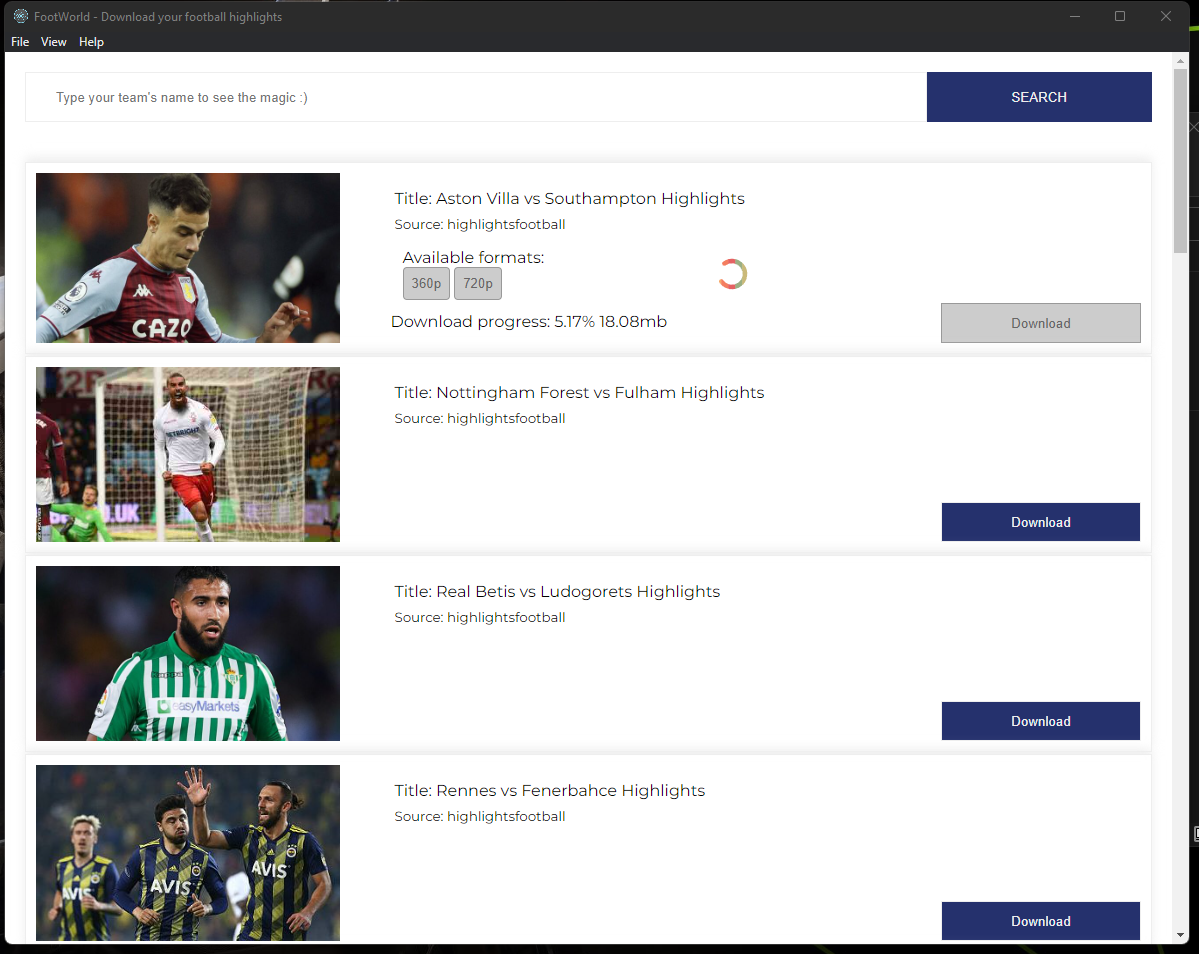 FootWorld - Download your football highlights
File View Help
Type your team's name to see the magic :)
SEARCH
CAZO
Title: Aston Villa vs Southampton Highlights
Source: highlightsfootball
Available formats:
360p 720p
Download progress: 5.17% 18.08mb
Download
Title: Nottingham Forest vs Fulham Highlights
Source: highlightsfootball
Download
easyMarkets
Title: Real Betis vs Ludogorets Highlights
Source: highlightsfootball
Download
AVIS
AVIS
AVIS
Title: Rennes vs Fenerbahce Highlights
Source: highlightsfootball
Download